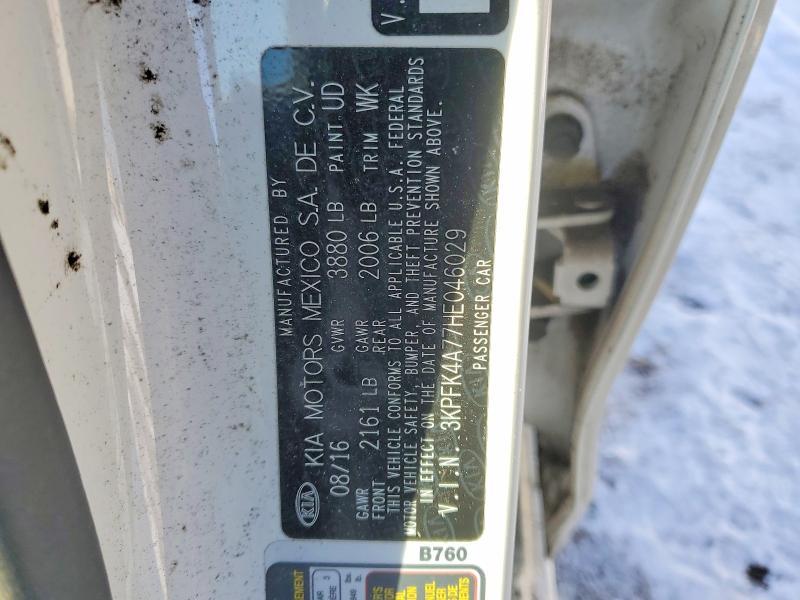 MANUFACTURED BY
KIA KIA MOTORS MEXICO S.A. DE C.V.
08/16 GVWR 3880 LB PAINT UD
GAWR FRONT 2161 LB GAWR REAR 2006 LB TRIM WK
THIS VEHICLE CONFORMS TO ALL APPLICABLE U.S.A. FEDERAL
MOTOR VEHICLE SAFETY, BUMPER, AND THEFT PREVENTION STANDARDS
IN EFFECT ON THE DATE OF MANUFACTURE SHOWN ABOVE.
V.I.N. 3KPFK4A77HE046029
PASSENGER CAR
B760